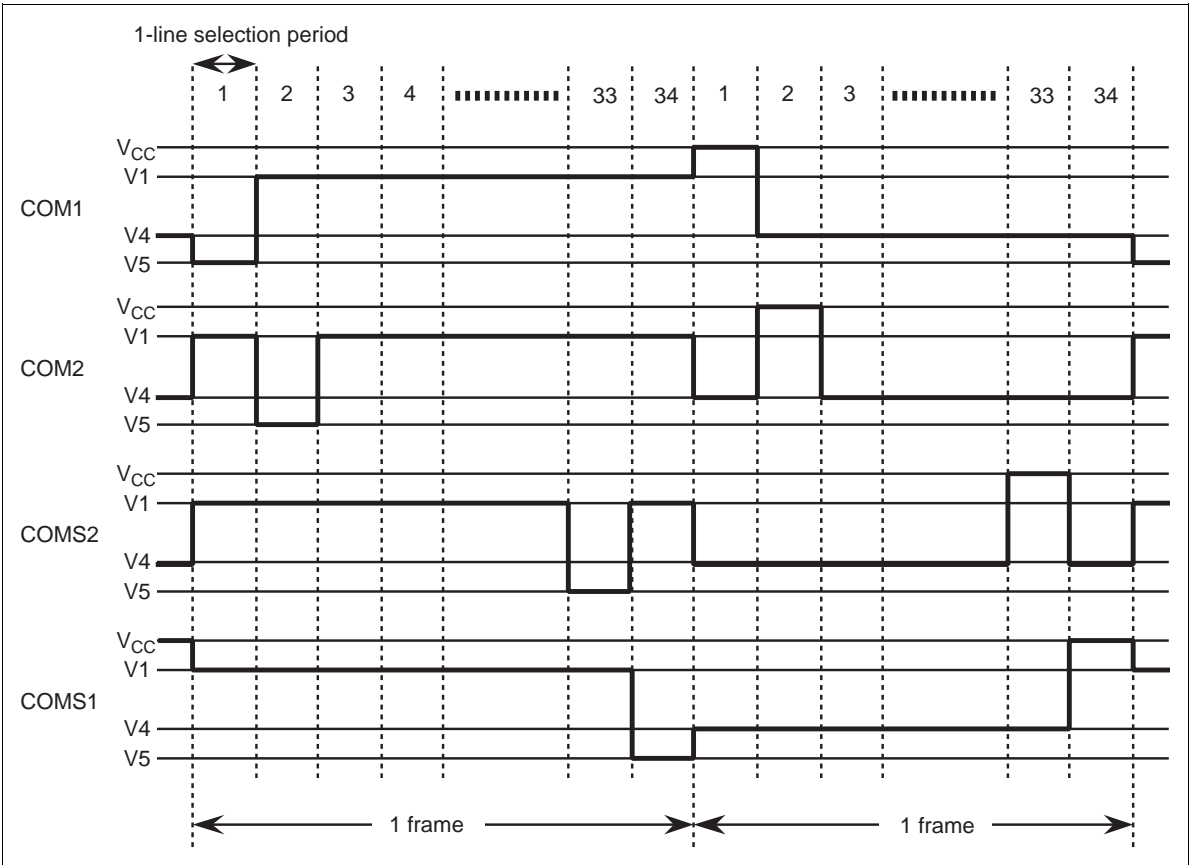 1-line selection period
1 2 3 4 33 34 1 2 3 33 34
VCC
V1
COM1
V4
V5
VCC
V1
COM2
V4
V5
VCC
V1
COMS2
V4
V5
VCC
V1
COMS1
V4
V5
1 frame 1 frame